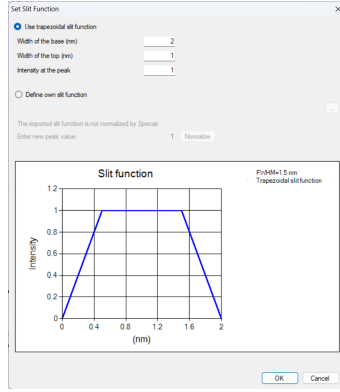 Set Slit Function
Use trapezoidal slit function
Width of the base (nm) 2
Width of the top (nm) 1
Intensity at the peak 1
Define own slit function
...
The imported slit function is not normalized by Specair
Enter new peak value: 1 Normalize
Slit function
FWHM=1.5 nm
Trapezoidal slit function
Intensity
1.2
1
0.8
0.6
0.4
0.2
0
0 0.4 0.8 1.2 1.6 2
(nm)
OK Cancel